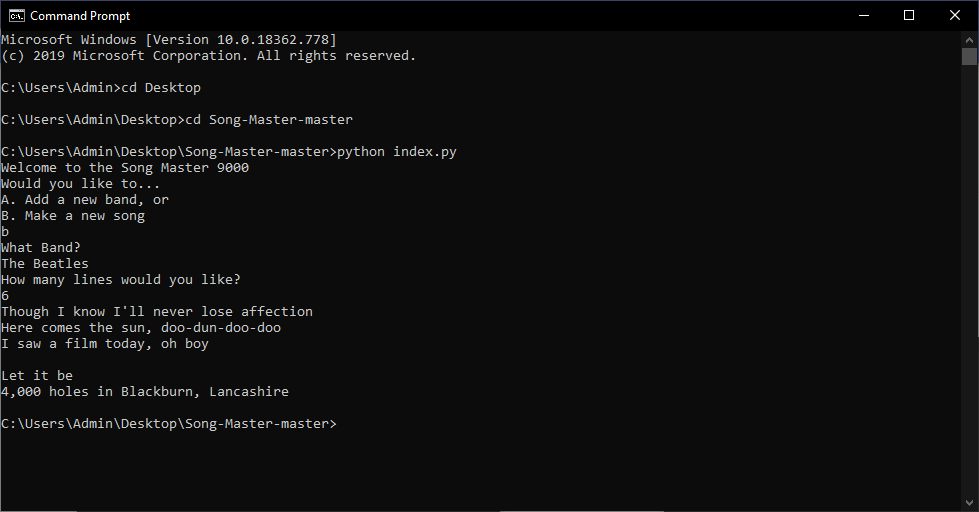 Command Prompt
Microsoft Windows [Version 10.0.18362.778]
(c) 2019 Microsoft Corporation. All rights reserved.
C:\Users\Admin>cd Desktop
C:\Users\Admin\Desktop>cd Song-Master-master
C:\Users\Admin\Desktop\Song-Master-master>python index.py
Welcome to the Song Master 9000
Would you like to...
A. Add a new band, or
B. Make a new song
b
What Band?
The Beatles
How many lines would you like?
6
Though I know I'll never lose affection
Here comes the sun, doo-dun-doo-doo
I saw a film today, oh boy
Let it be
4,000 holes in Blackburn, Lancashire
C:\Users\Admin\Desktop\Song-Master-master>